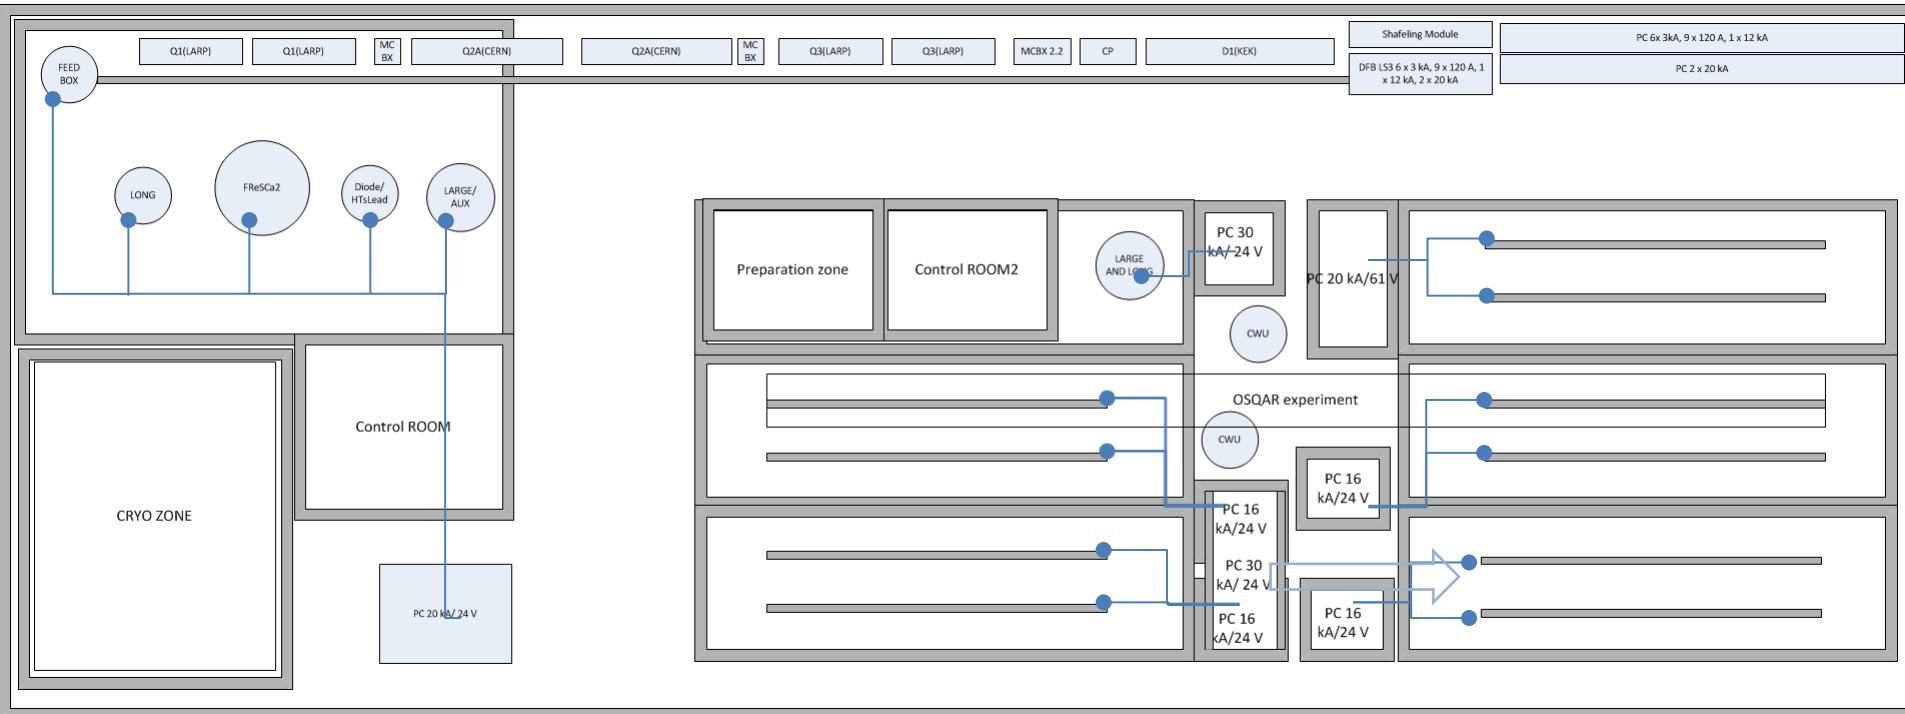 Q1(LARP)
Q1(LARP)
MC
BX
Q2A(CERN)
Q2A(CERN)
MC
BX
Q3(LARP)
Q3(LARP)
MCBX 2.2
CP
D1(KEK)
Shafeling Module
PC 6x 3kA, 9 x 120 A, 1 x 12 kA
FEED
BOX
DFB LS3 6 x 3 kA, 9 x 120 A, 1
x 12 kA, 2 x 20 kA
PC 2 x 20 kA
LONG
FReSCa2
Diode/
HTsLead
LARGE/
AUX
Preparation zone
Control ROOM2
LARGE
AND LONG
PC 30
kA/ 24 V
PC 20 kA/61 V
CWU
OSQAR experiment
Control ROOM
CWU
CRYO ZONE
PC 16
kA/24 V
PC 16
kA/24 V
PC 30
kA/ 24 V
PC 20 kA/ 24 V
PC 16
kA/24 V
PC 16
kA/24 V